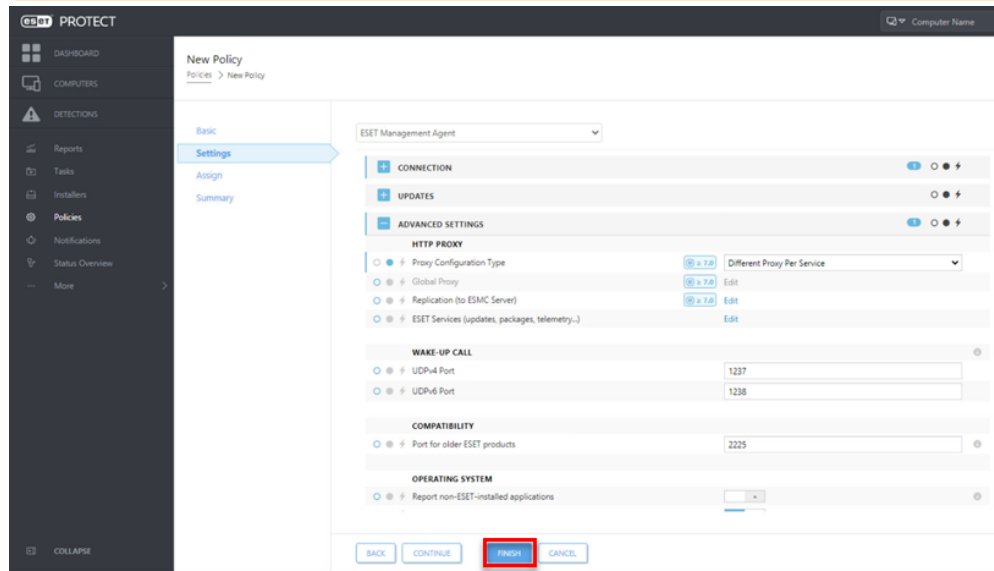 eset PROTECT
Computer Name
DASHBOARD
COMPUTERS
DETECTIONS
Reports
Tasks
Installers
Policies
Notifications
Status Overview
More
COLLAPSE
New Policy
Policies > New Policy
Basic
Settings
Assign
Summary
ESET Management Agent
CONNECTION 1
UPDATES
ADVANCED SETTINGS 1
HTTP PROXY
Proxy Configuration Type ≥ 7.0 Different Proxy Per Service
Global Proxy ≥ 7.0 Edit
Replication (to ESMC Server) ≥ 7.0 Edit
ESET Services (updates, packages, telemetry...) Edit
WAKE-UP CALL
UDPv4 Port 1237
UDPv6 Port 1238
COMPATIBILITY
Port for older ESET products 2225
OPERATING SYSTEM
Report non-ESET-installed applications
BACK CONTINUE FINISH CANCEL